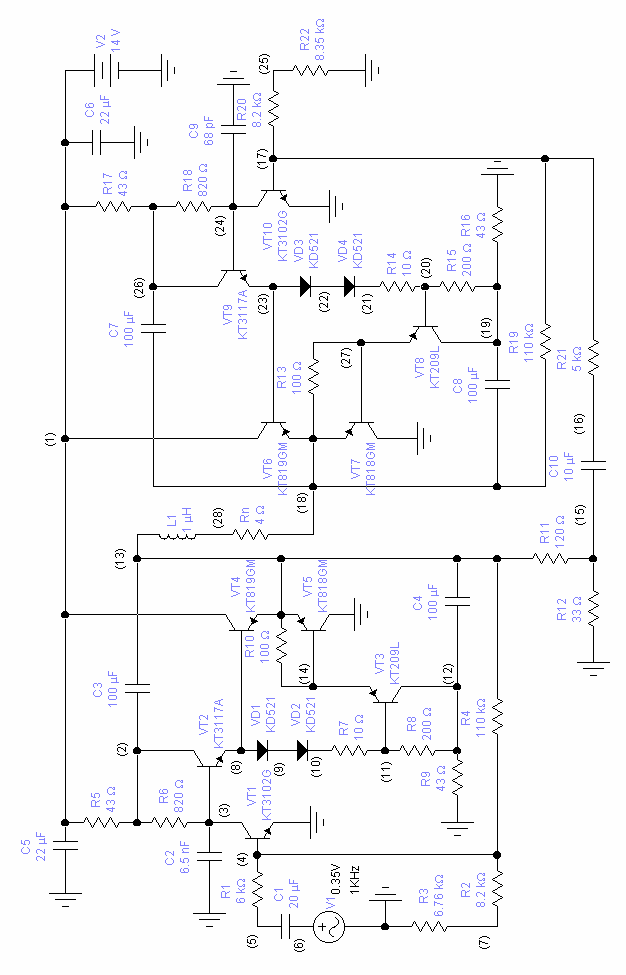 V2
14 V
C6
22 µF
(25)
R22
8.35 kΩ
R20
8.2 kΩ
C9
68 pF
R17
43 Ω
R18
820 Ω
(24)
(17)
VT10
KT3102G
(26)
VT9
KT3117A
(23)
VD3
KD521
(22)
VD4
KD521
(21)
R14
10 Ω
(20)
R15
200 Ω
R16
43 Ω
(19)
C7
100 µF
R13
100 Ω
(27)
VT8
KT209L
C8
100 µF
R19
110 kΩ
R21
5 kΩ
(1)
VT6
KT819GM
VT7
KT818GM
(18)
(16)
C10
10 µF
(15)
L1
1 µH
(28)
Rn
4 Ω
(13)
R11
120 Ω
R12
33 Ω
VT4
KT819GM
VT5
KT818GM
R10
100 Ω
(14)
C4
100 µF
C3
100 µF
VT3
KT209L
(12)
R4
110 kΩ
(2)
VT2
KT3117A
(8)
VD1
KD521
(9)
VD2
KD521
(10)
R7
10 Ω
(11)
R8
200 Ω
R9
43 Ω
C5
22 µF
R5
43 Ω
R6
820 Ω
(3)
C2
6.5 nF
VT1
KT3102G
(4)
R1
6 kΩ
(5)
C1
20 µF
(6)
V1
0.35V
1KHz
R3
6.76 kΩ
R2
8.2 kΩ
(7)